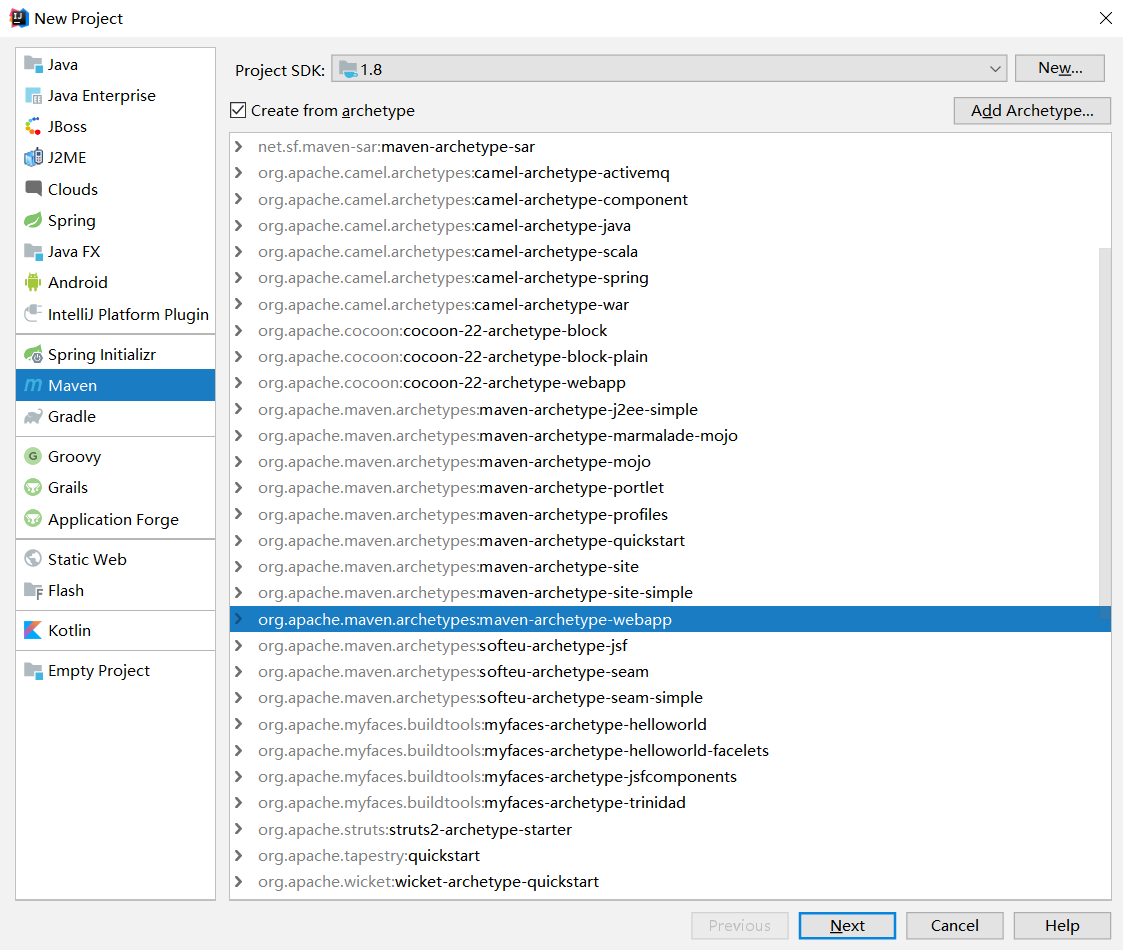 New Project
Java
Java Enterprise
JBoss
J2ME
Clouds
Spring
Java FX
Android
IntelliJ Platform Plugin
Spring Initializr
Maven
Gradle
Groovy
Grails
Application Forge
Static Web
Flash
Kotlin
Empty Project
Project SDK: 1.8 New...
Create from archetype Add Archetype...
net.sf.maven-sar:maven-archetype-sar
org.apache.camel.archetypes:camel-archetype-activemq
org.apache.camel.archetypes:camel-archetype-component
org.apache.camel.archetypes:camel-archetype-java
org.apache.camel.archetypes:camel-archetype-scala
org.apache.camel.archetypes:camel-archetype-spring
org.apache.camel.archetypes:camel-archetype-war
org.apache.cocoon:cocoon-22-archetype-block
org.apache.cocoon:cocoon-22-archetype-block-plain
org.apache.cocoon:cocoon-22-archetype-webapp
org.apache.maven.archetypes:maven-archetype-j2ee-simple
org.apache.maven.archetypes:maven-archetype-marmalade-mojo
org.apache.maven.archetypes:maven-archetype-mojo
org.apache.maven.archetypes:maven-archetype-portlet
org.apache.maven.archetypes:maven-archetype-profiles
org.apache.maven.archetypes:maven-archetype-quickstart
org.apache.maven.archetypes:maven-archetype-site
org.apache.maven.archetypes:maven-archetype-site-simple
org.apache.maven.archetypes:maven-archetype-webapp
org.apache.maven.archetypes:softeu-archetype-jsf
org.apache.maven.archetypes:softeu-archetype-seam
org.apache.maven.archetypes:softeu-archetype-seam-simple
org.apache.myfaces.buildtools:myfaces-archetype-helloworld
org.apache.myfaces.buildtools:myfaces-archetype-helloworld-facelets
org.apache.myfaces.buildtools:myfaces-archetype-jsfcomponents
org.apache.myfaces.buildtools:myfaces-archetype-trinidad
org.apache.struts:struts2-archetype-starter
org.apache.tapestry:quickstart
org.apache.wicket:wicket-archetype-quickstart
Previous Next Cancel Help